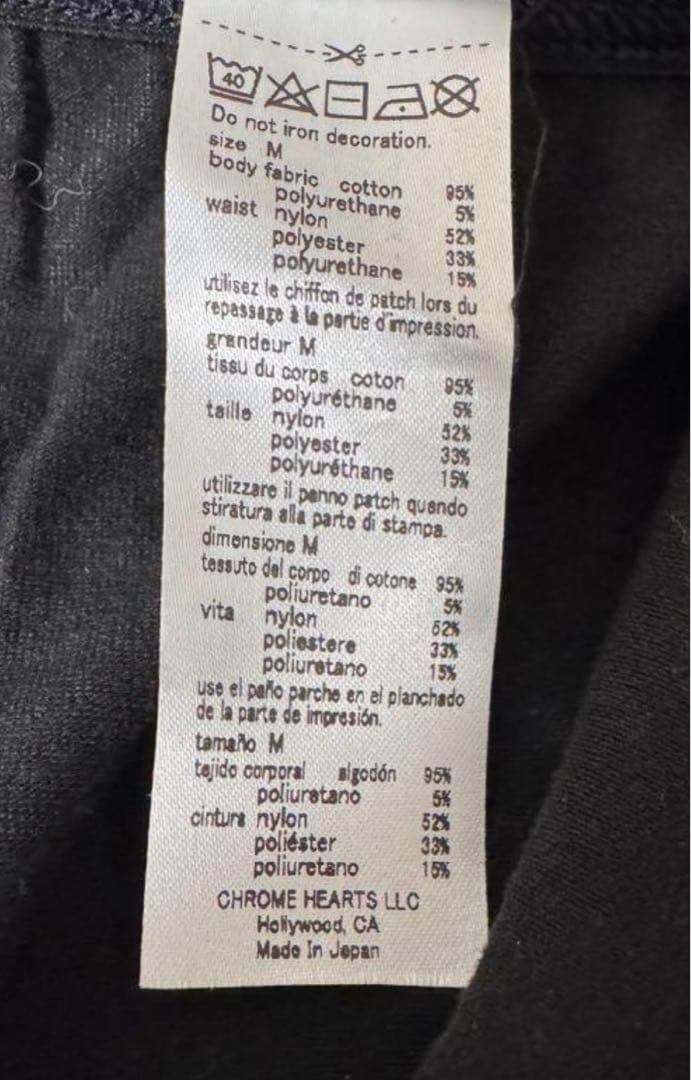 40
Do not iron decoration.
size M
body fabric cotton 95%
polyurethane 5%
waist nylon 52%
polyester 33%
polyurethane 15%
utilisez le chiffon de patch lors du
repassage à la partie d'impression.
grandeur M
tissu du corps coton 95%
polyuréthane 5%
taille nylon 52%
polyester 33%
polyuréthane 15%
utilizzare il panno patch quando
stiratura alla parte di stampa.
dimensione M
tessuto del corpo di cotone 95%
poliuretano 5%
vita nylon 52%
poliestere 33%
poliuretano 15%
use el paño parche en el planchado
de la parte de impresión.
tamaño M
tejido corporal algodón 95%
poliuretano 5%
cintura nylon 52%
poliéster 33%
poliuretano 15%
CHROME HEARTS LLC
Hollywood, CA
Made In Japan